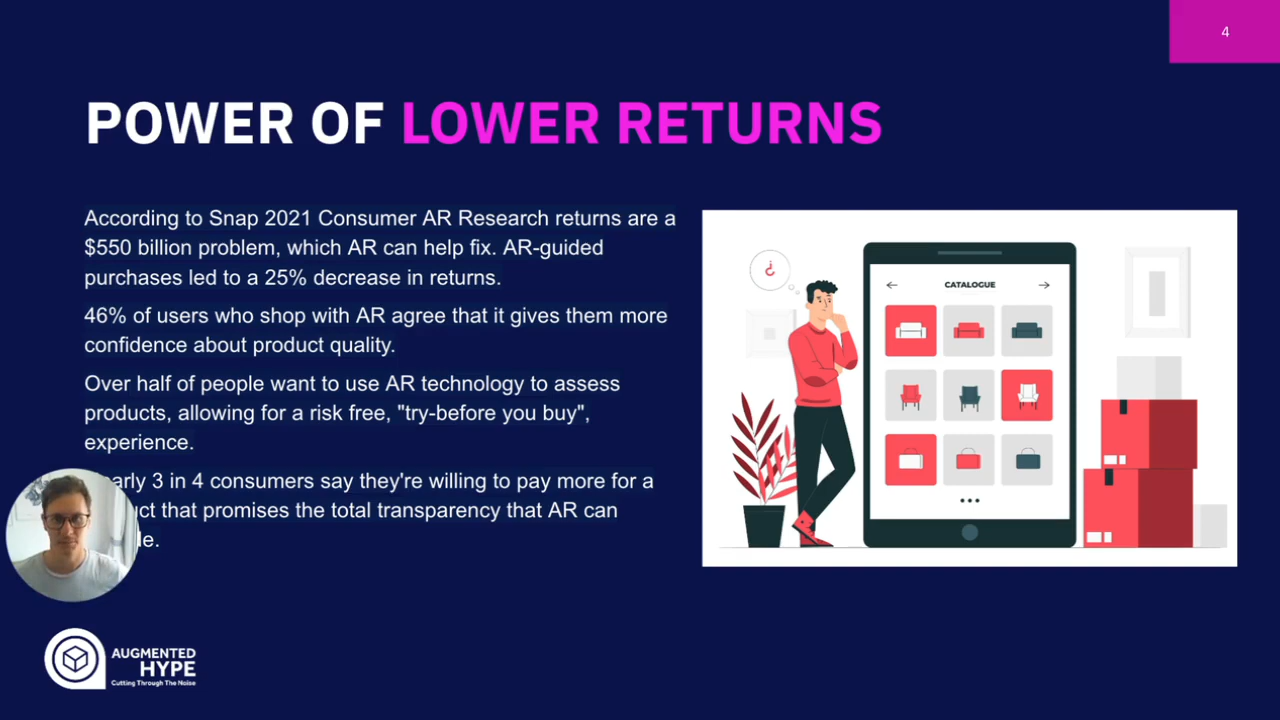 4
POWER OF LOWER RETURNS
According to Snap 2021 Consumer AR Research returns are a
$550 billion problem, which AR can help fix. AR-guided
purchases led to a 25% decrease in returns.
46% of users who shop with AR agree that it gives them more
confidence about product quality.
Over half of people want to use AR technology to assess
products, allowing for a risk free, "try-before you buy",
experience.
3 in 4 consumers say they're willing to pay more for a
that promises the total transparency that AR can
¿
CATALOGUE
AUGMENTED
HYPE
Cutting Through The Noise